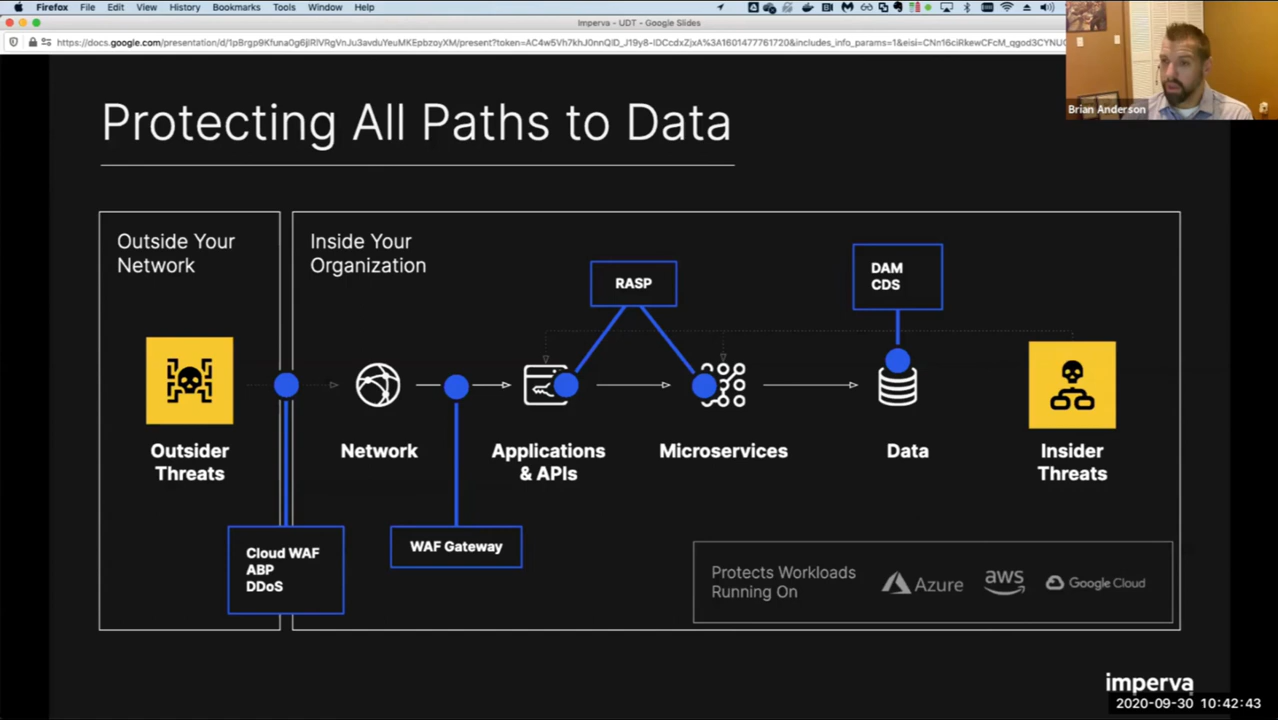 Firefox File Edit View History Bookmarks Tools Window Help
Imperva - UDT - Google Slides
Brian Anderson
Protecting All Paths to Data
Outside Your
Network
Inside Your
Organization
RASP
DAM
CDS
Outsider
Threats
Network
Applications
& APIs
Microservices
Data
Insider
Threats
Cloud WAF
ABP
DDoS
WAF Gateway
Protects Workloads
Running On
Azure
aws
Google Cloud
imperva
2020-09-30 10:42:43